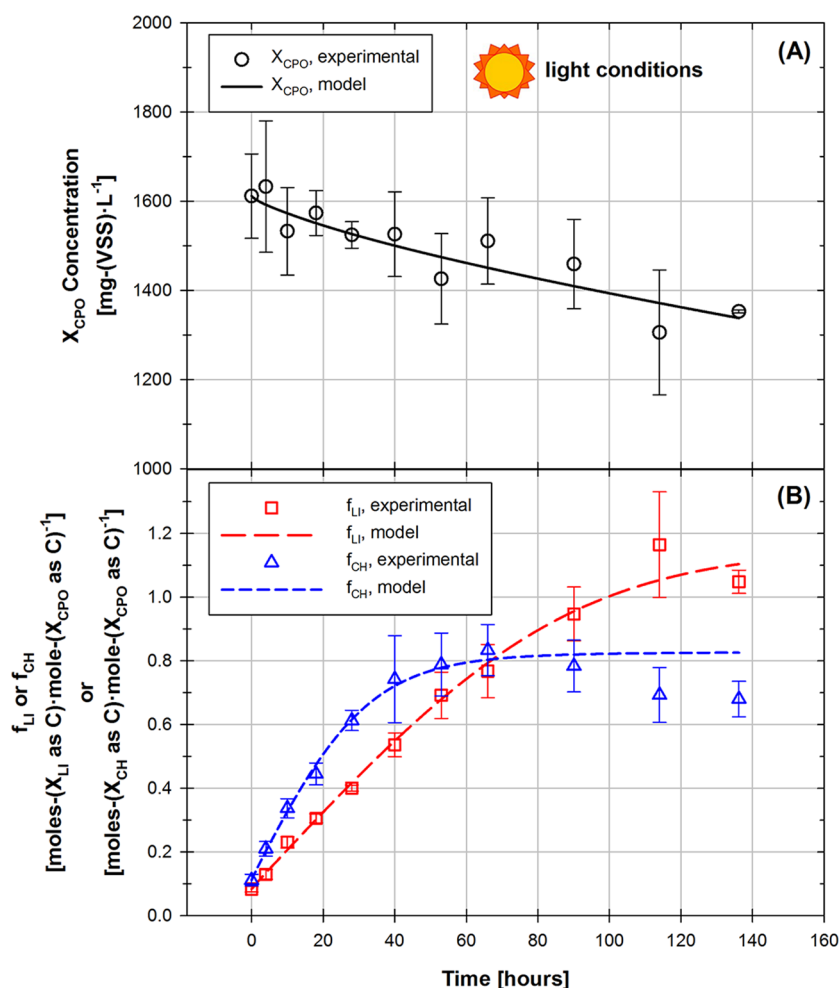 (A)
X_CPO, experimental
X_CPO, model
light conditions
X_CPO Concentration
[mg-(VSS)·L⁻¹]
2000
1800
1600
1400
1200
1000
(B)
f_LI, experimental
f_LI, model
f_CH, experimental
f_CH, model
f_LI or f_CH
[moles-(X_LI as C)·mole-(X_CPO as C)⁻¹]
or
[moles-(X_CH as C)·mole-(X_CPO as C)⁻¹]
1.2
1.0
0.8
0.6
0.4
0.2
0.0
0 20 40 60 80 100 120 140 160
Time [hours]